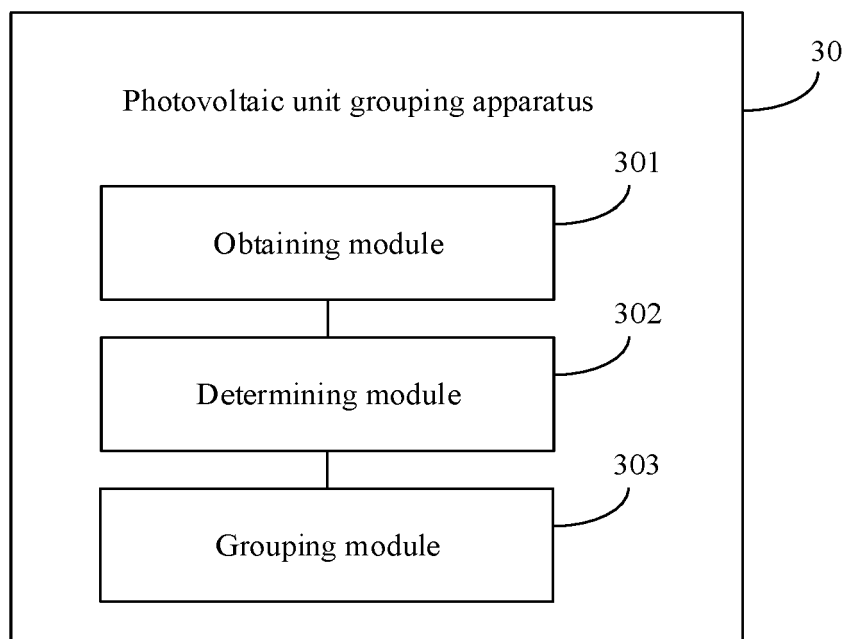 30
Photovoltaic unit grouping apparatus
301
Obtaining module
302
Determining module
303
Grouping module